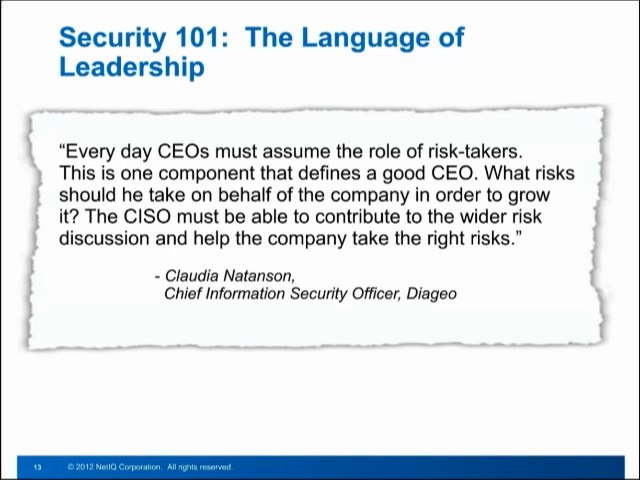 Security 101:  The Language of
Leadership
“Every day CEOs must assume the role of risk-takers.
This is one component that defines a good CEO. What risks
should he take on behalf of the company in order to grow
it? The CISO must be able to contribute to the wider risk
discussion and help the company take the right risks.”
- Claudia Natanson,
Chief Information Security Officer, Diageo
13 © 2012 NetIQ Corporation.  All rights reserved.